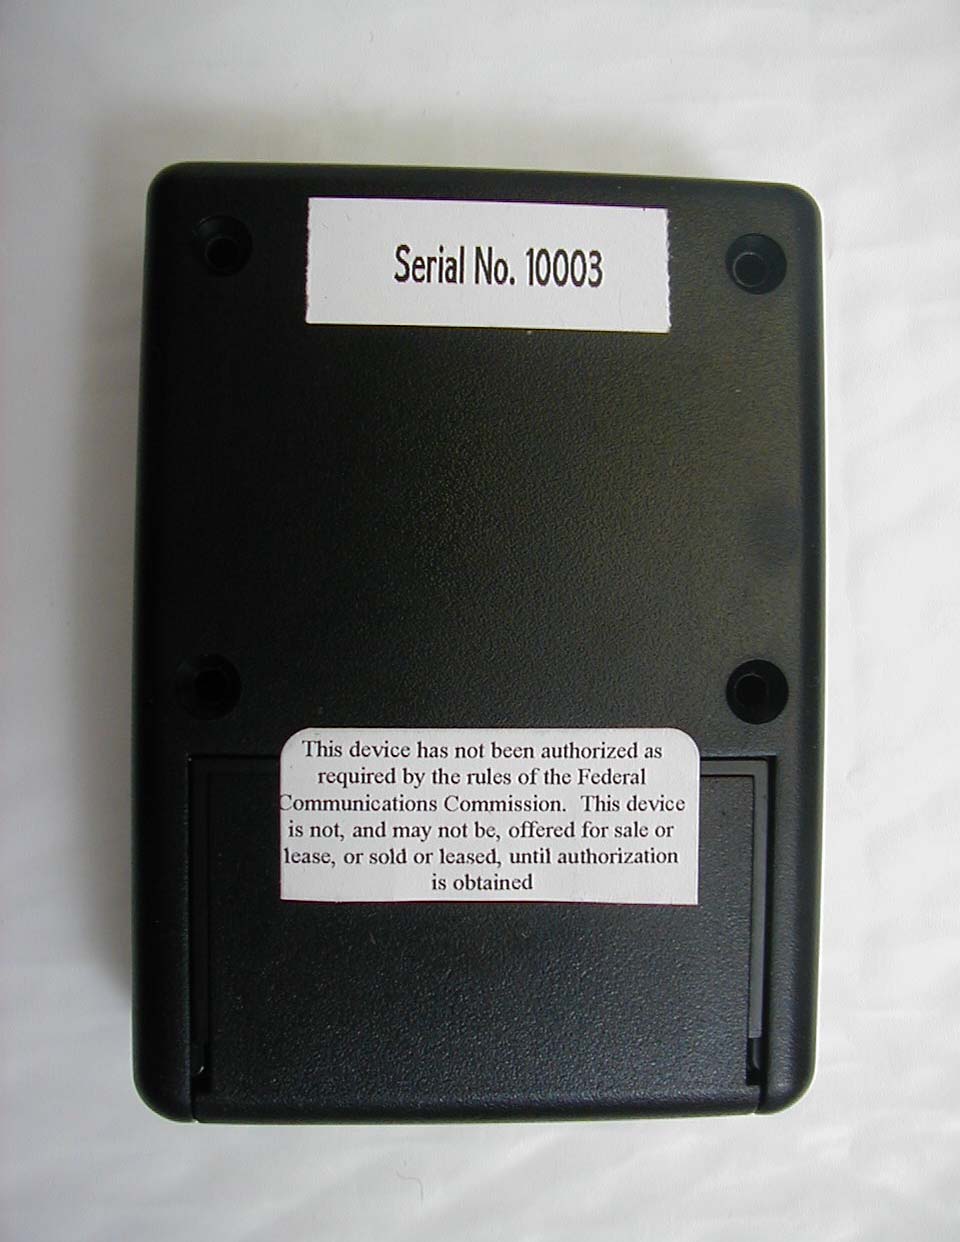 Serial No. 10003
This device has not been authorized as
required by the rules of the Federal
Communications Commission. This device
is not, and may not be, offered for sale or
lease, or sold or leased, until authorization
is obtained